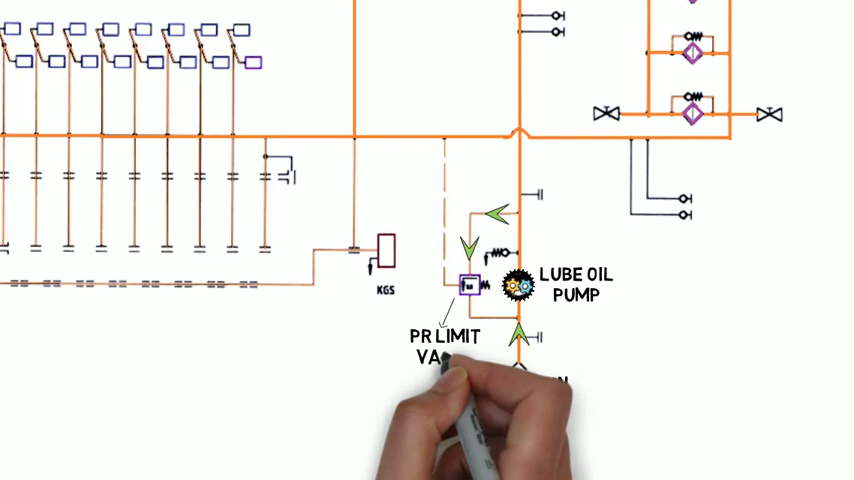 LUBE OIL
PUMP
KGS
PR LIMIT
VA